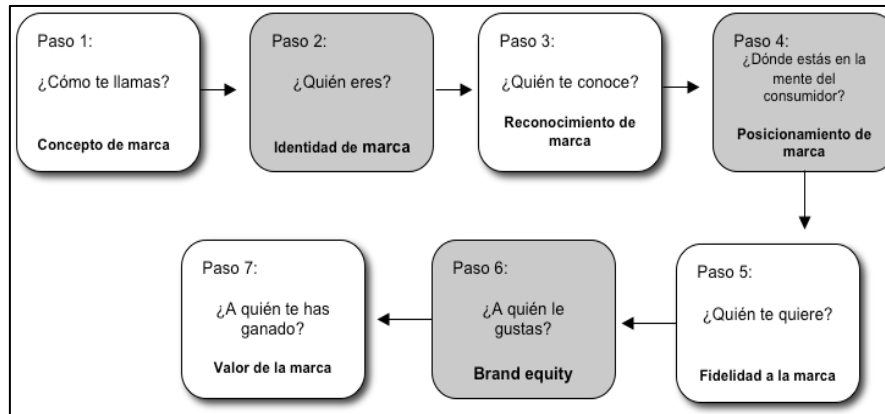 Paso 1:
¿Cómo te llamas?
Concepto de marca
Paso 2:
¿Quién eres?
Identidad de marca
Paso 3:
¿Quién te conoce?
Reconocimiento de
marca
Paso 4:
¿Dónde estás en la
mente del
consumidor?
Posicionamiento de
marca
Paso 5:
¿Quién te quiere?
Fidelidad a la marca
Paso 6:
¿A quién le
gustas?
Brand equity
Paso 7:
¿A quién te has
ganado?
Valor de la marca